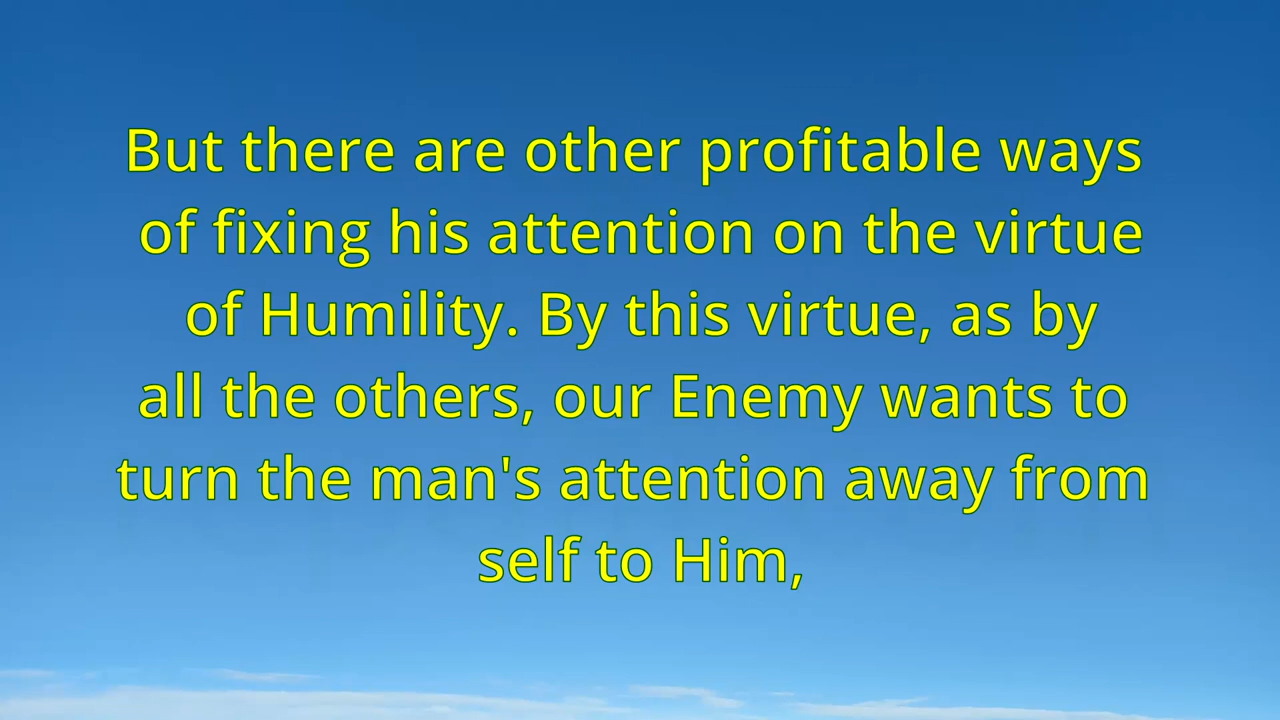 But there are other profitable ways
of fixing his attention on the virtue
of Humility. By this virtue, as by
all the others, our Enemy wants to
turn the man's attention away from
self to Him,